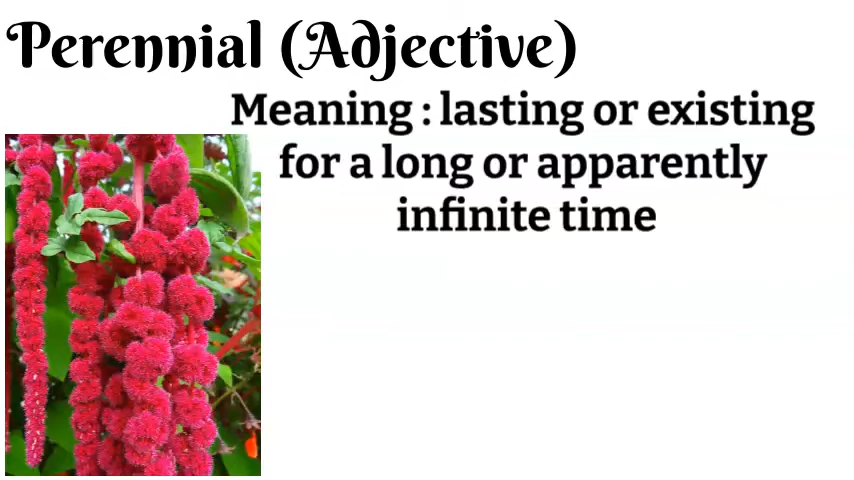 Perennial (Adjective)
Meaning : lasting or existing
for a long or apparently
infinite time